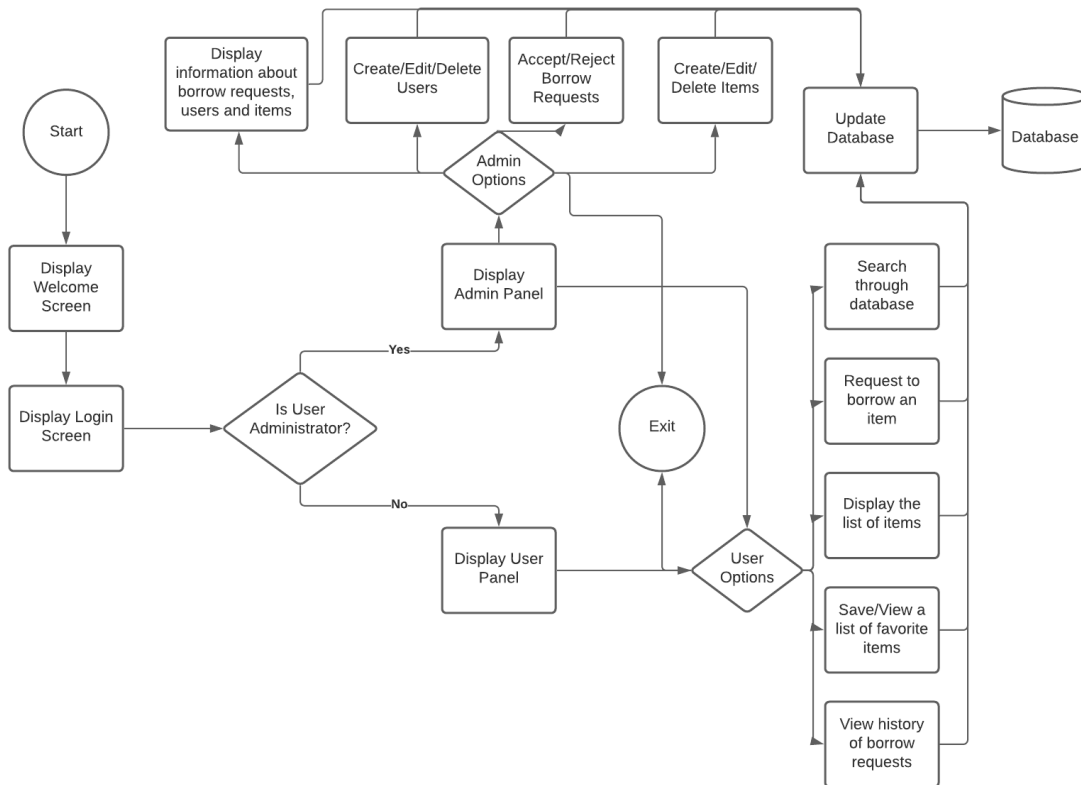 Display
information about
borrow requests,
users and items
Create/Edit/Delete
Users
Accept/Reject
Borrow
Requests
Create/Edit/
Delete Items
Start
Update
Database
Database
Admin
Options
Display
Welcome
Screen
Display
Admin Panel
Search
through
database
Yes
Request to
borrow an
item
Display Login
Screen
Is User
Administrator?
Exit
No
Display the
list of items
Display User
Panel
User
Options
Save/View a
list of favorite
items
View history
of borrow
requests